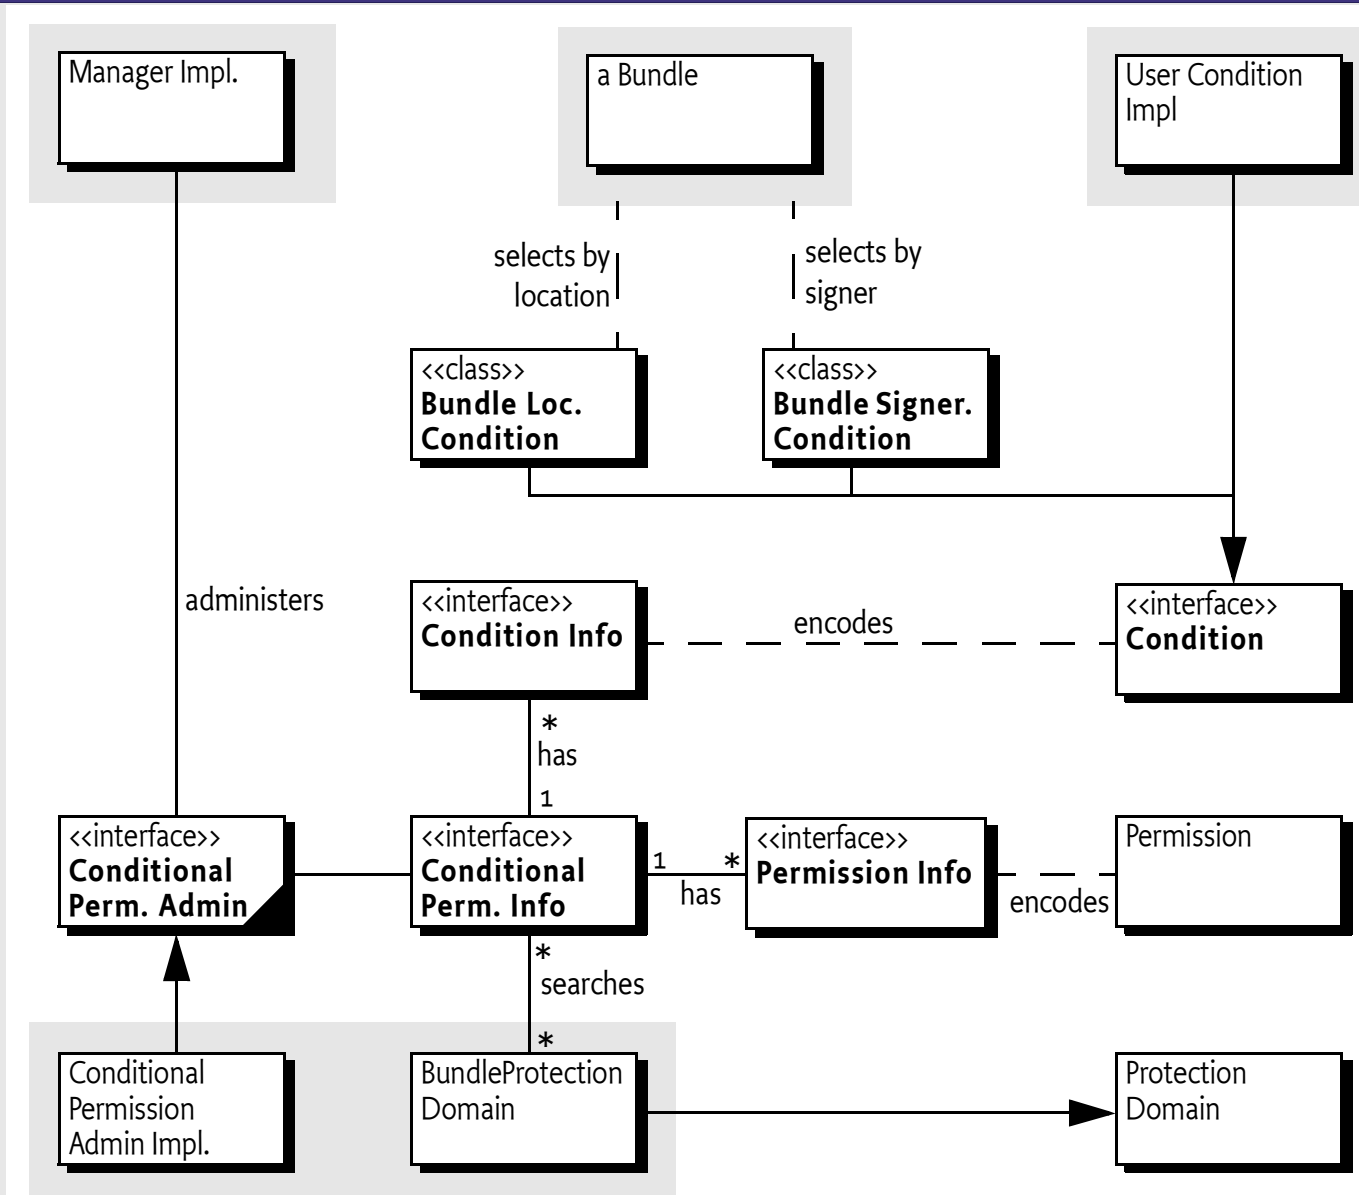 Manager Impl.
a Bundle
User Condition
Impl
selects by
location
selects by
signer
<<class>>
Bundle Loc.
Condition
<<class>>
Bundle Signer.
Condition
administers
<<interface>>
Condition Info
encodes
<<interface>>
Condition
*
has
1
<<interface>>
Conditional
Perm. Admin
<<interface>>
Conditional
Perm. Info
1
*
has
<<interface>>
Permission Info
encodes
Permission
*
searches
*
Conditional
Permission
Admin Impl.
BundleProtection
Domain
Protection
Domain